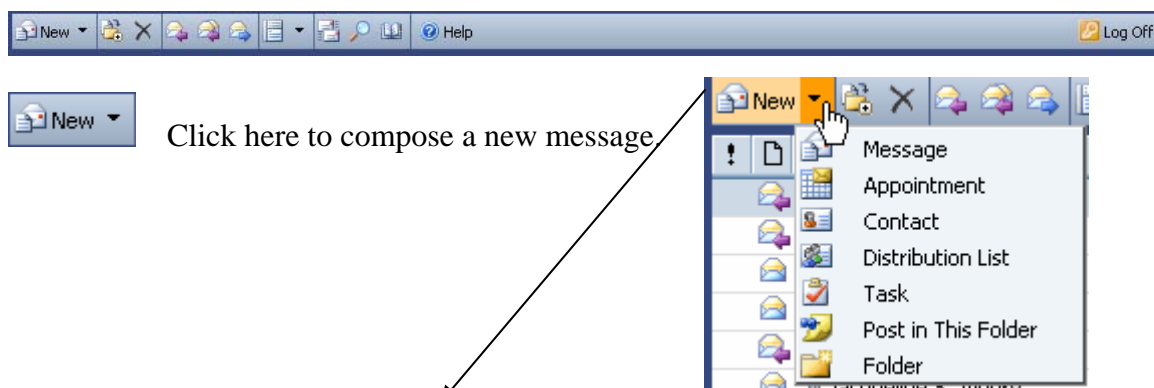 New Help Log Off
New Click here to compose a new message.
New
Message
Appointment
Contact
Distribution List
Task
Post in This Folder
Folder